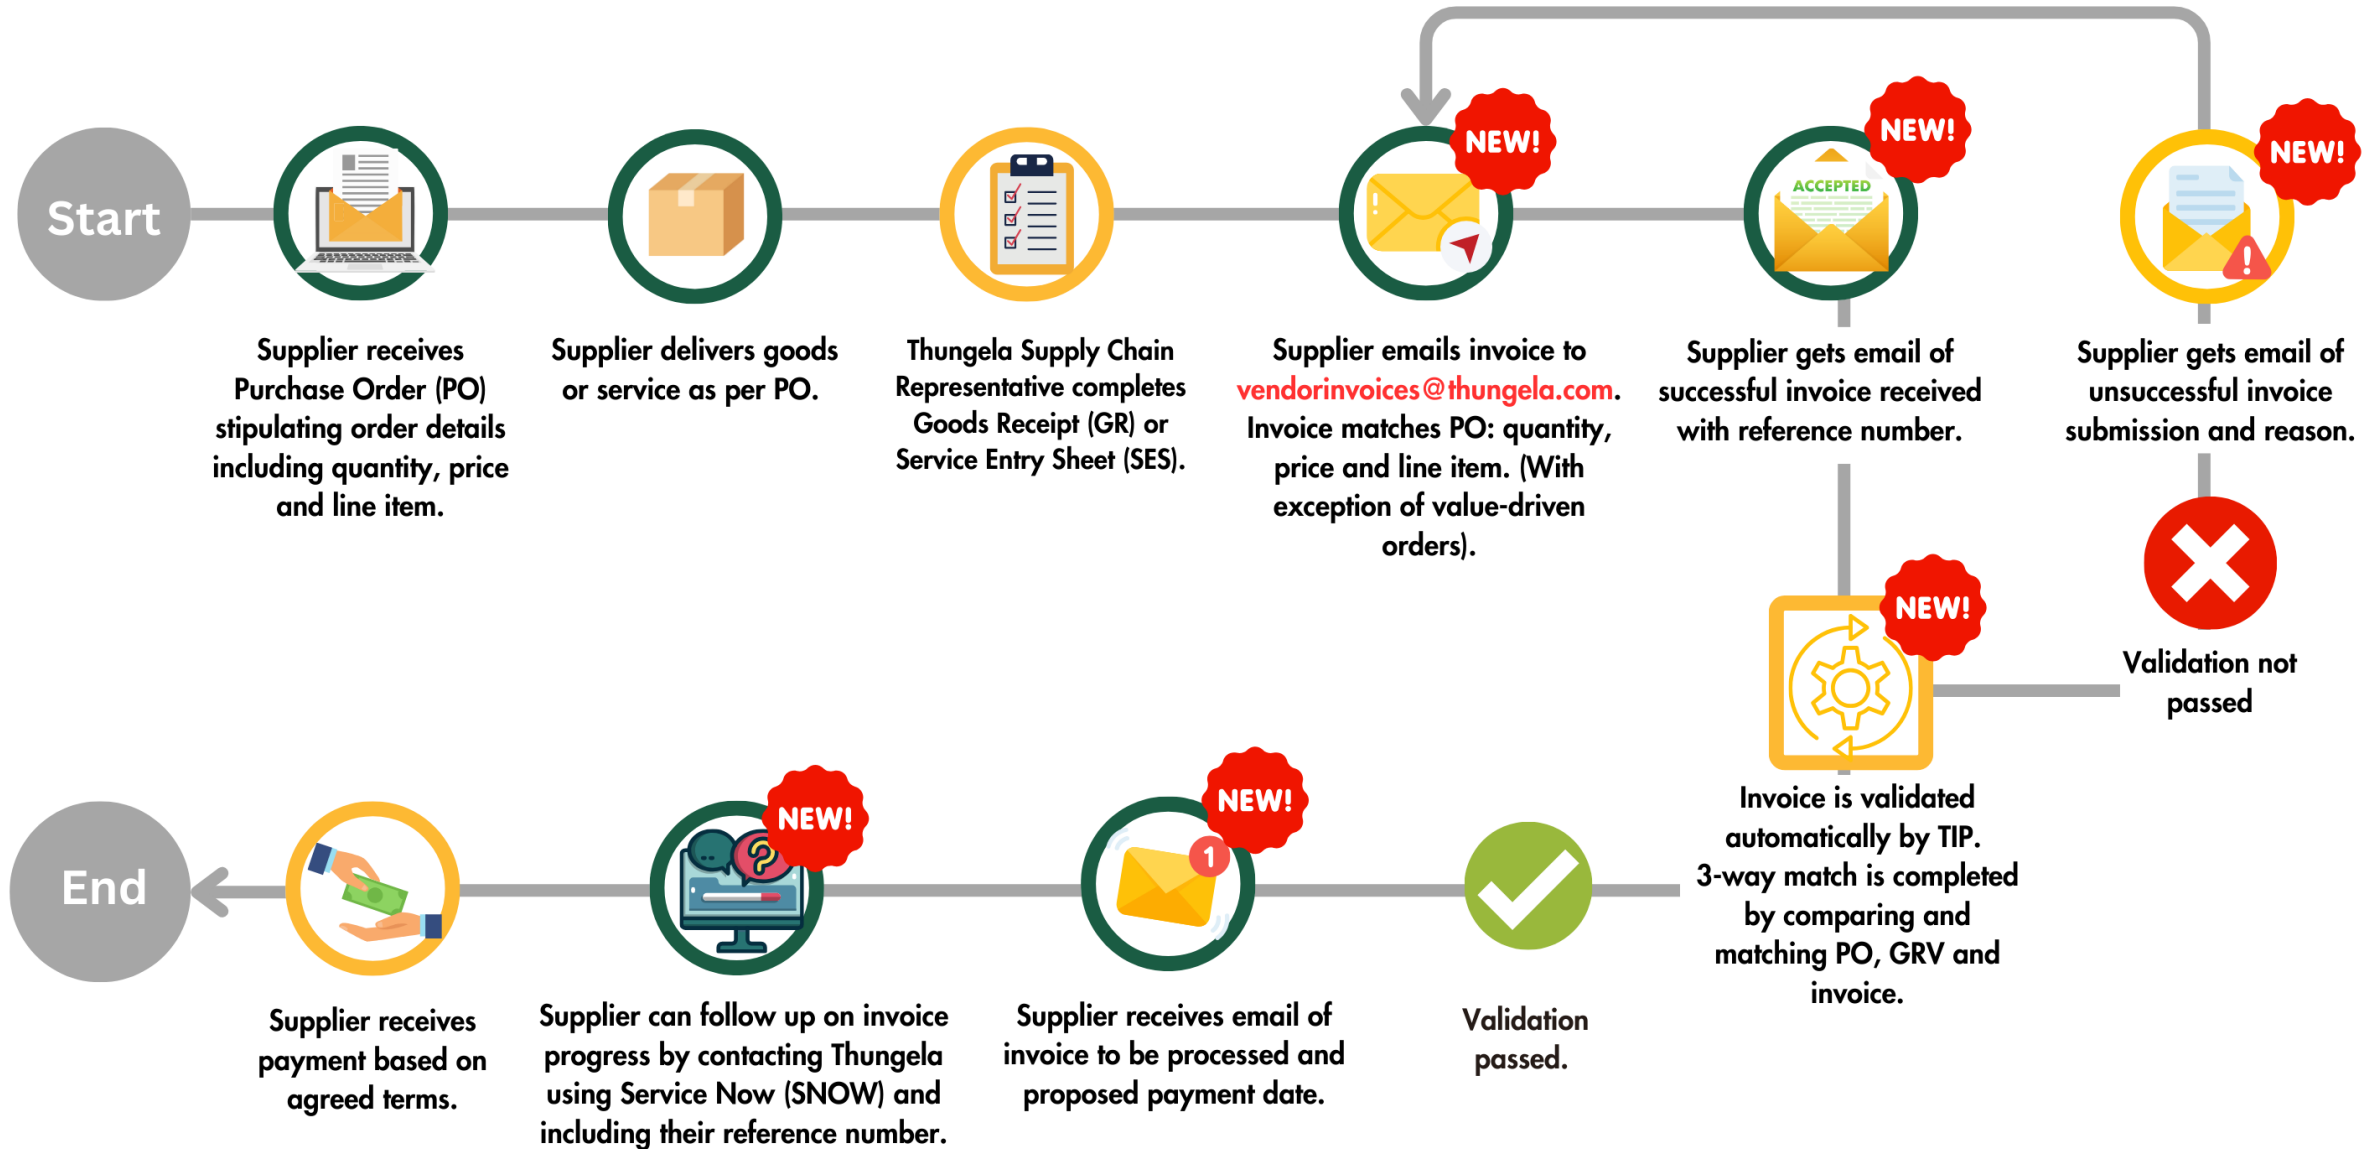 Start
Supplier receives
Purchase Order (PO)
stipulating order details
including quantity, price
and line item.
Supplier delivers goods
or service as per PO.
Thungela Supply Chain
Representative completes
Goods Receipt (GR) or
Service Entry Sheet (SES).
NEW!
Supplier emails invoice to
vendorinvoices@thungela.com.
Invoice matches PO: quantity,
price and line item. (With
exception of value-driven
orders).
NEW!
ACCEPTED
Supplier gets email of
successful invoice received
with reference number.
NEW!
Supplier gets email of
unsuccessful invoice
submission and reason.
Validation not
passed
NEW!
Invoice is validated
automatically by TIP.
3-way match is completed
by comparing and
matching PO, GRV and
invoice.
Validation
passed.
NEW!
1
Supplier receives email of
invoice to be processed and
proposed payment date.
NEW!
?
Supplier can follow up on invoice
progress by contacting Thungela
using Service Now (SNOW) and
including their reference number.
Supplier receives
payment based on
agreed terms.
End